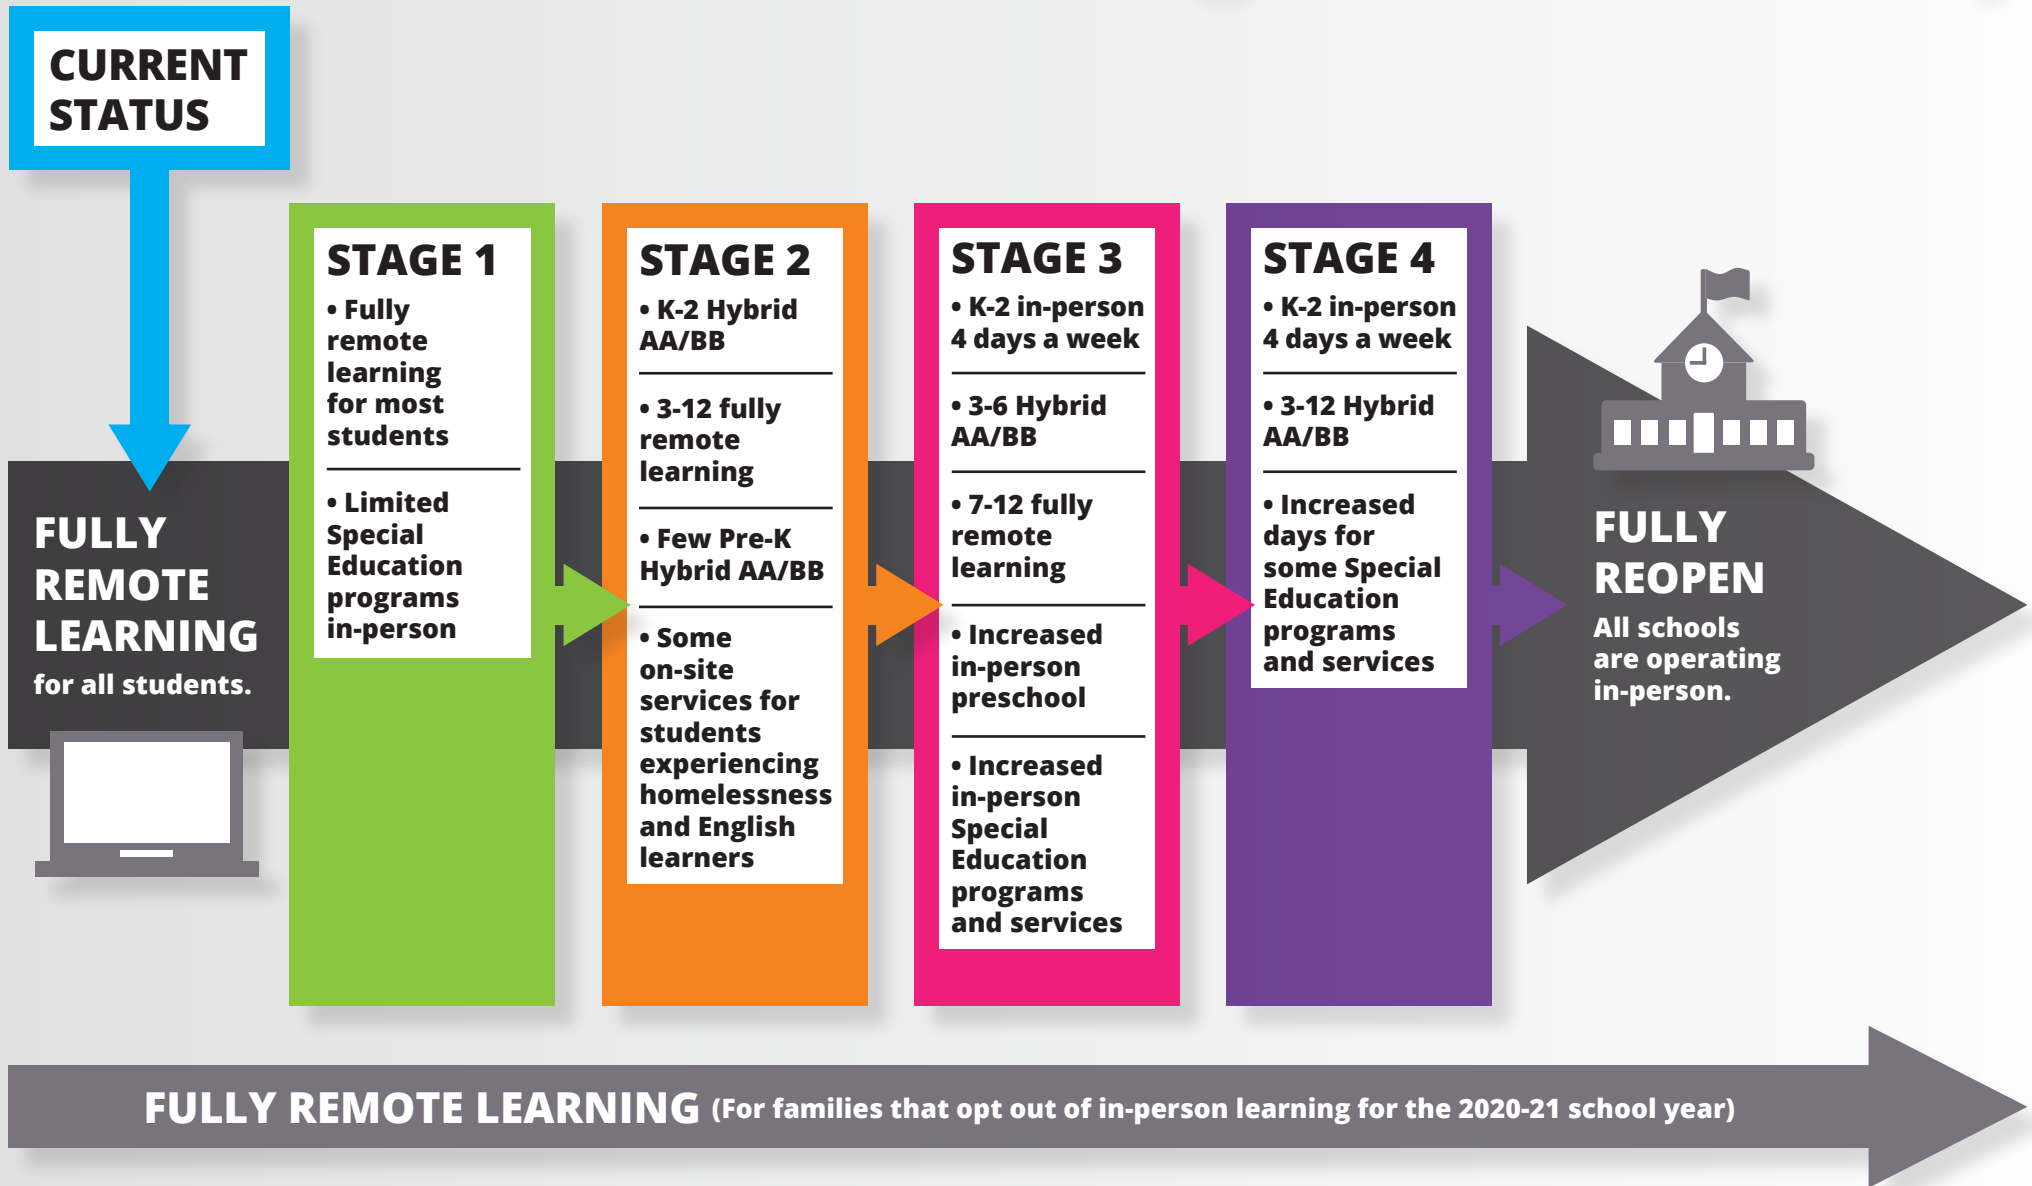 CURRENT
STATUS
FULLY
REMOTE
LEARNING
for all students.
STAGE 1
• Fully
remote
learning
for most
students
• Limited
Special
Education
programs
in-person
STAGE 2
• K-2 Hybrid
AA/BB
• 3-12 fully
remote
learning
• Few Pre-K
Hybrid AA/BB
• Some
on-site
services for
students
experiencing
homelessness
and English
learners
STAGE 3
• K-2 in-person
4 days a week
• 3-6 Hybrid
AA/BB
• 7-12 fully
remote
learning
• Increased
in-person
preschool
• Increased
in-person
Special
Education
programs
and services
STAGE 4
• K-2 in-person
4 days a week
• 3-12 Hybrid
AA/BB
• Increased
days for
some Special
Education
programs
and services
FULLY
REOPEN
All schools
are operating
in-person.
FULLY REMOTE LEARNING (For families that opt out of in-person learning for the 2020-21 school year)